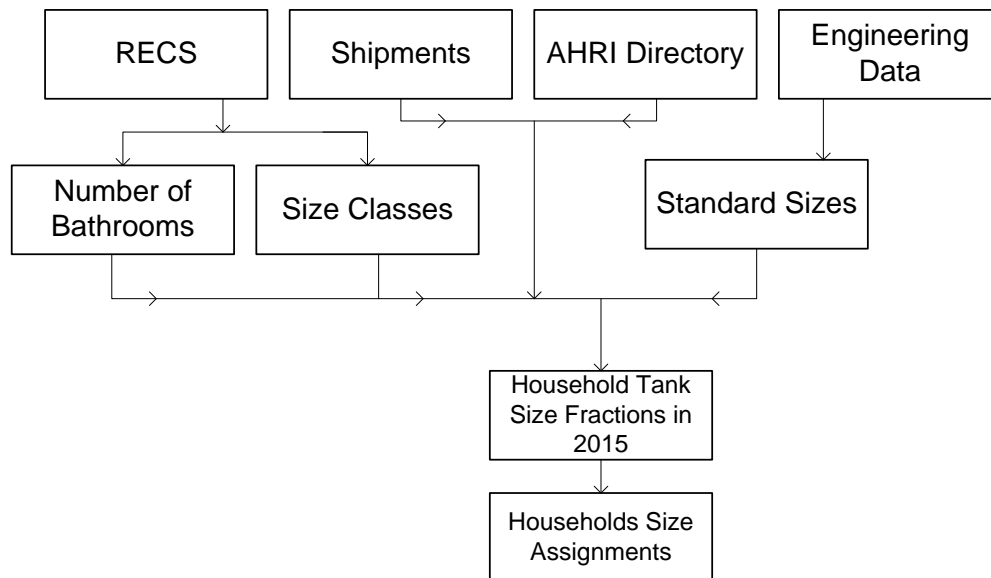 RECS
Shipments
AHRI Directory
Engineering
Data
Number of
Bathrooms
Size Classes
Standard Sizes
Household Tank
Size Fractions in
2015
Households Size
Assignments